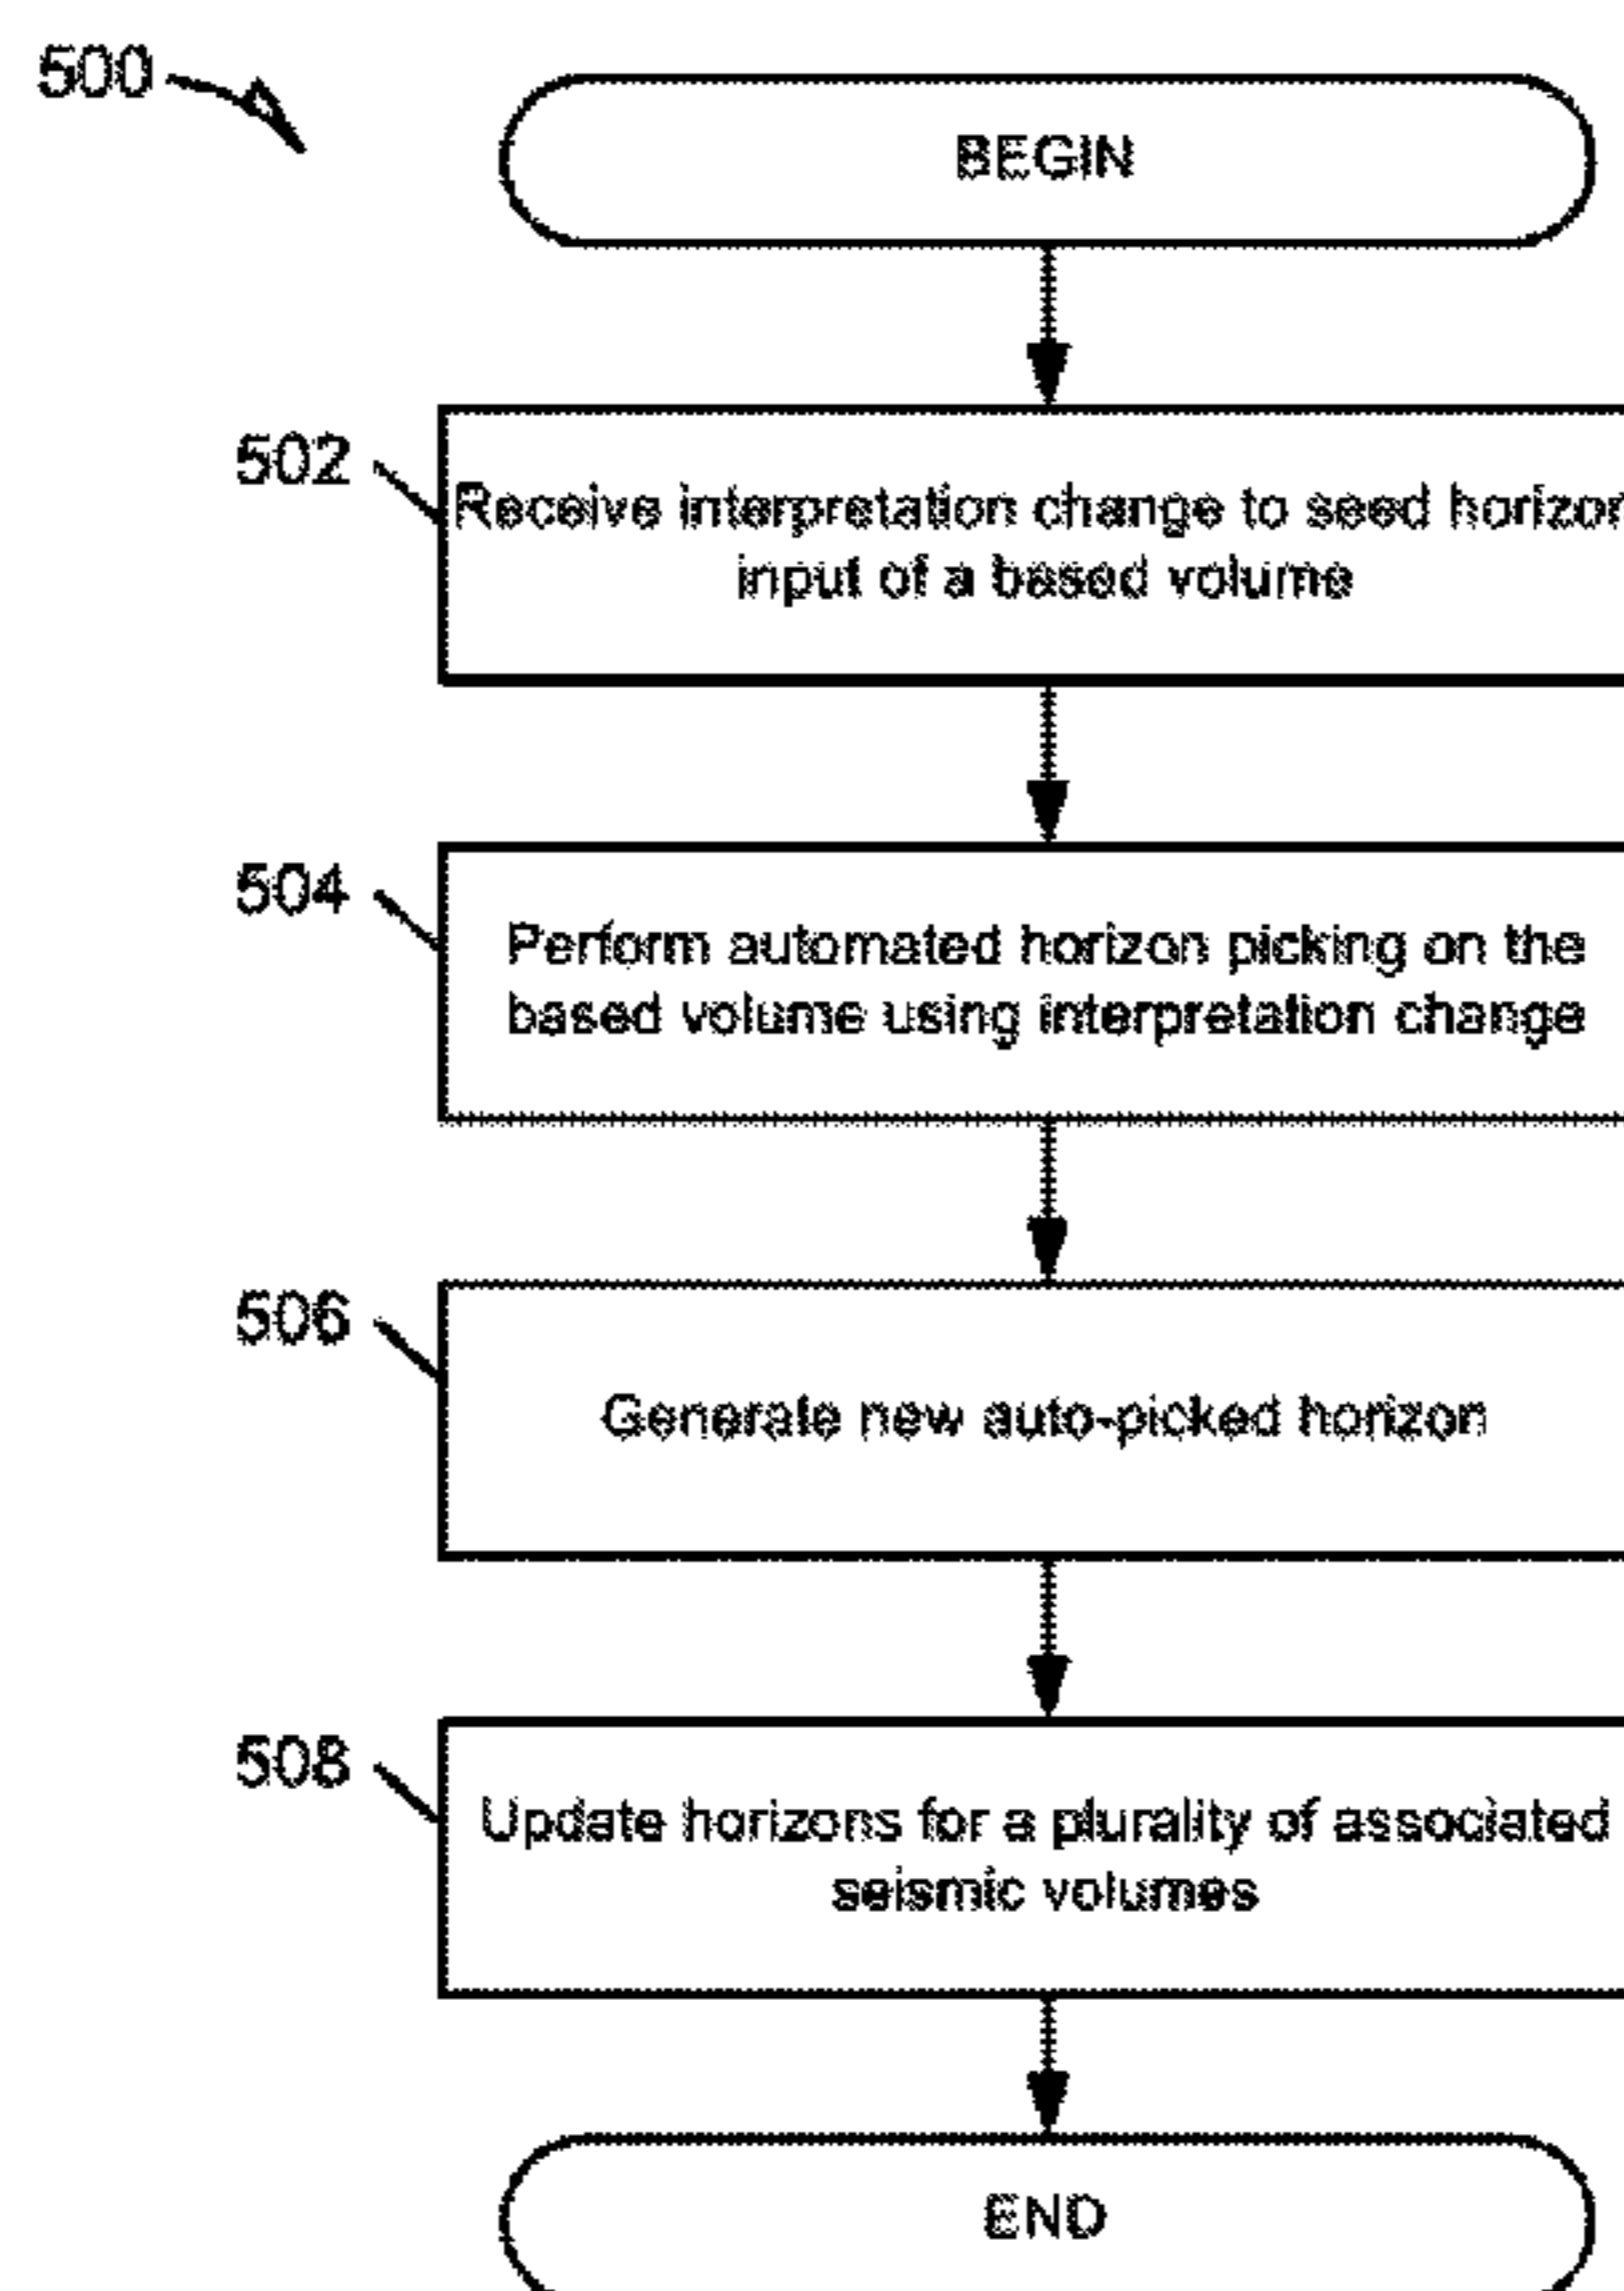 500
BEGIN
502
Receive interpretation change to seed horizon
input of a based volume
504
Perform automated horizon picking on the
based volume using interpretation change
506
Generate new auto-picked horizon
508
Update horizons for a plurality of associated
seismic volumes
END